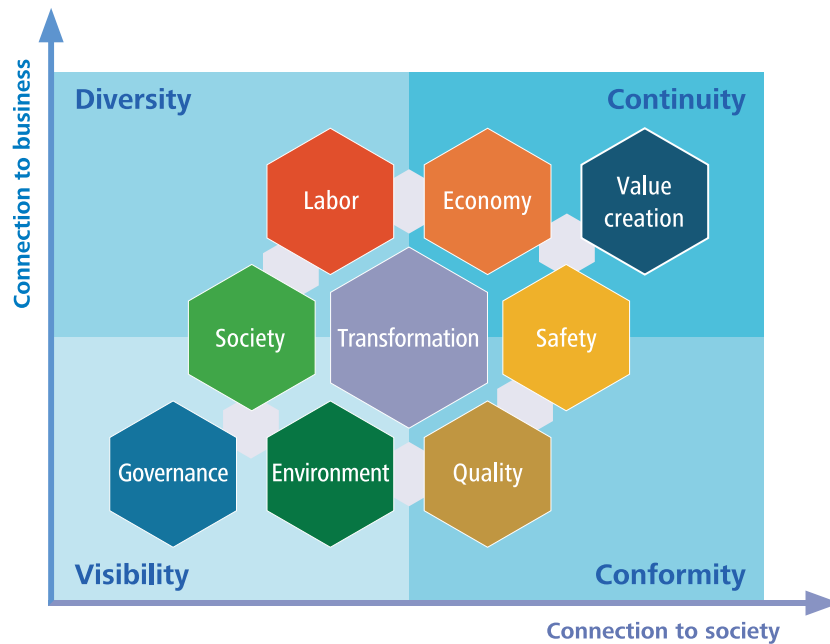 Connection to business
Diversity
Continuity
Labor
Economy
Value
creation
Society
Transformation
Safety
Governance
Environment
Quality
Visibility
Conformity
Connection to society